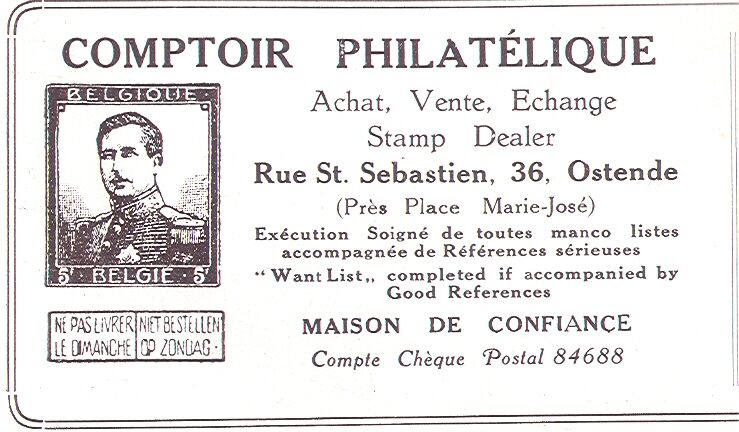 COMPTOIR PHILATÉLIQUE
BELGIQUE
5ᶜ BELGIE 5ᶜ
NE PAS LIVRER LE DIMANCHE
NIET BESTELLEN OP ZONDAG.
Achat, Vente, Echange
Stamp Dealer
Rue St. Sebastien, 36, Ostende
(Près Place Marie-José)
Exécution Soigné de toutes manco listes
accompagnée de Références sérieuses
“Want List„ completed if accompanied by
Good References
MAISON DE CONFIANCE
Compte Chèque Postal 84688